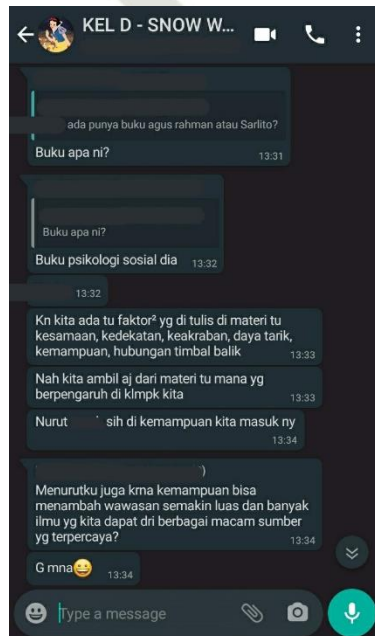 KEL D - SNOW W...
ada punya buku agus rahman atau Sarlito?
Buku apa ni?
13:31
Buku apa ni?
Buku psikologi sosial dia
13:32
13:32
Kn kita ada tu faktor² yg di tulis di materi tu
kesamaan, kedekatan, keakraban, daya tarik,
kemampuan, hubungan timbal balik
13:33
Nah kita ambil aj dari materi tu mana yg
berpengaruh di klmpk kita
13:33
Nurut sih di kemampuan kita masuk ny
13:34
Menurutku juga krna kemampuan bisa
menambah wawasan semakin luas dan banyak
ilmu yg kita dapat dri berbagai macam sumber
yg terpercaya?
13:34
G mna😀
13:34
Type a message